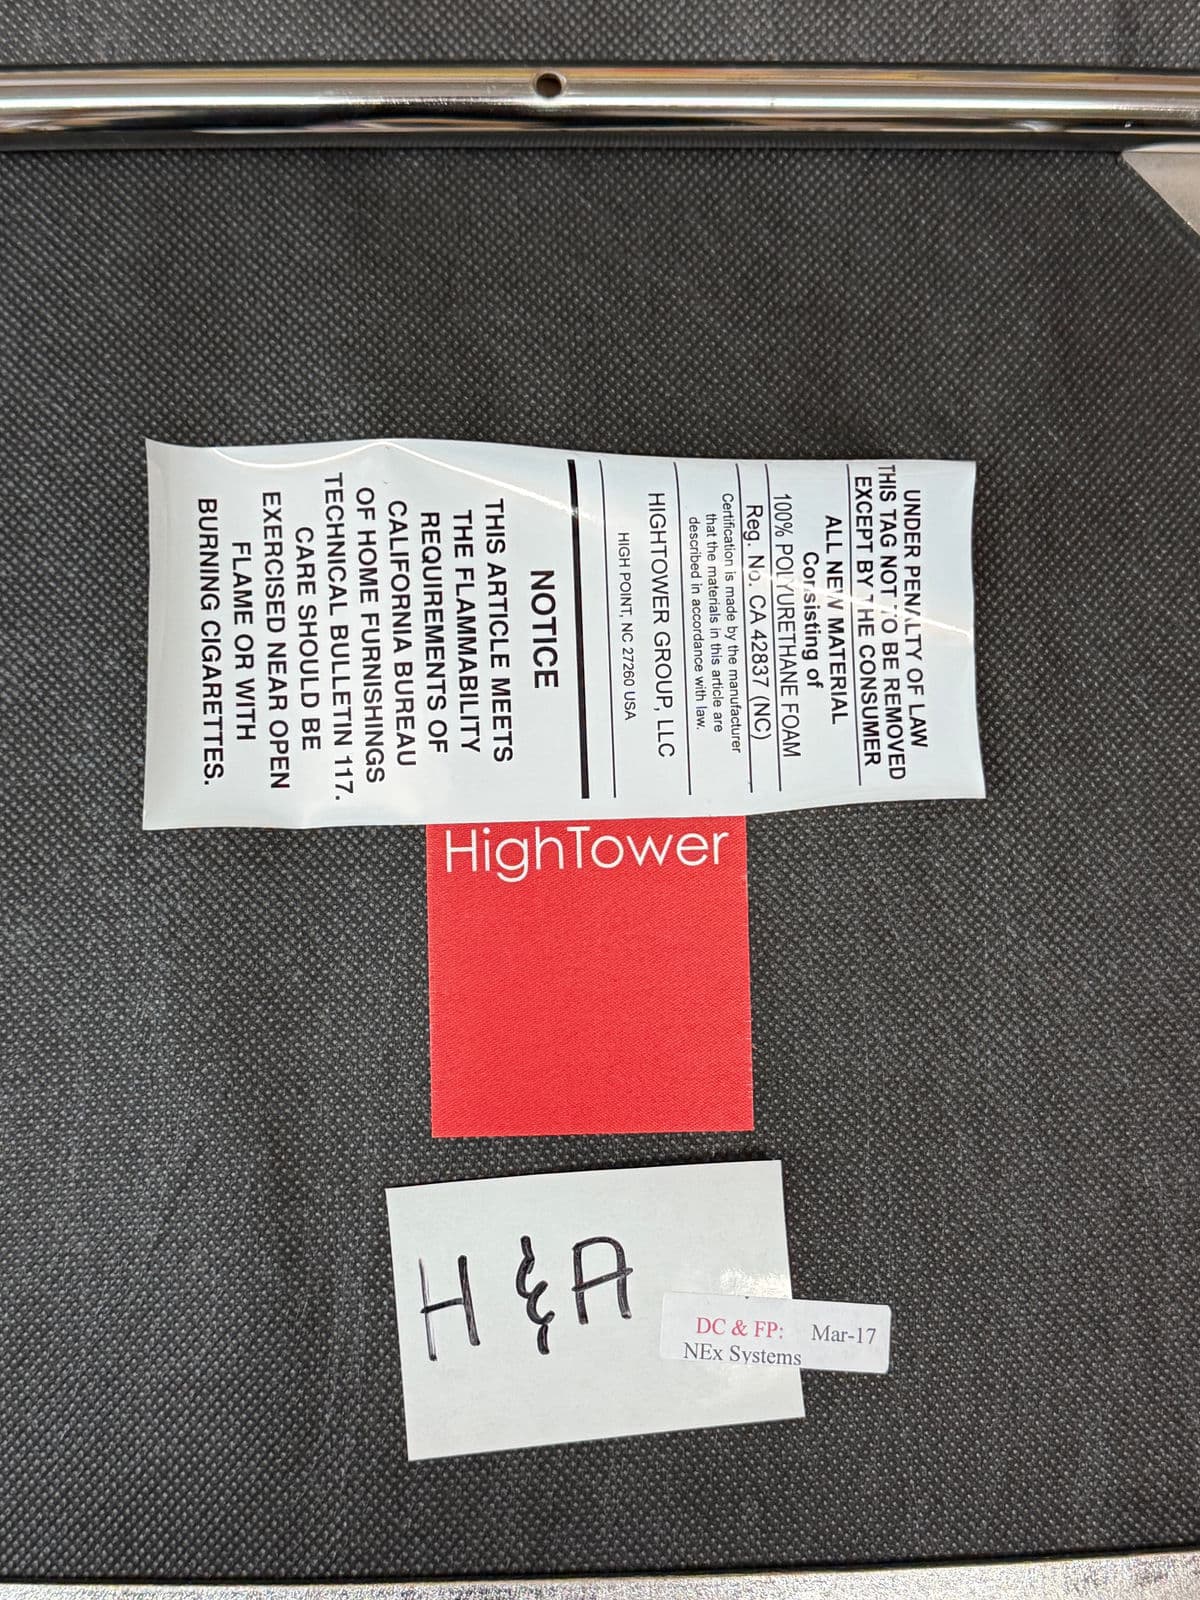 UNDER PENALTY OF LAW
THIS TAG NOT TO BE REMOVED
EXCEPT BY THE CONSUMER
ALL NEW MATERIAL
Consisting of
100% POLYURETHANE FOAM
Reg. No. CA 42837 (NC)
Certification is made by the manufacturer
that the materials in this article are
described in accordance with law.
HIGHTOWER GROUP, LLC
HIGH POINT, NC 27260 USA
NOTICE
THIS ARTICLE MEETS
THE FLAMMABILITY
REQUIREMENTS OF
CALIFORNIA BUREAU
OF HOME FURNISHINGS
TECHNICAL BULLETIN 117.
CARE SHOULD BE
EXERCISED NEAR OPEN
FLAME OR WITH
BURNING CIGARETTES.
HighTower
H & A
DC & FP: Mar-17
NEx Systems